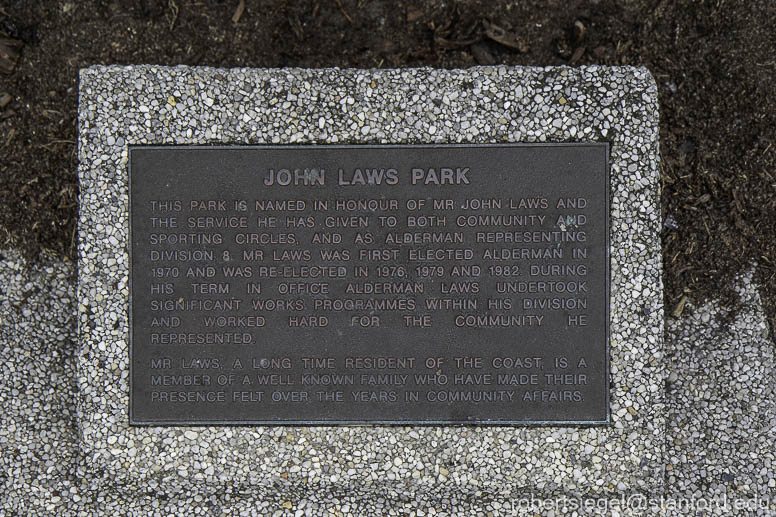 JOHN LAWS PARK
THIS PARK IS NAMED IN HONOUR OF MR JOHN LAWS AND
THE SERVICE HE HAS GIVEN TO BOTH COMMUNITY AND
SPORTING CIRCLES, AND AS ALDERMAN REPRESENTING
DIVISION 8. MR LAWS WAS FIRST ELECTED ALDERMAN IN
1970 AND WAS RE-ELECTED IN 1976, 1979 AND 1982. DURING
HIS TERM IN OFFICE ALDERMAN LAWS UNDERTOOK
SIGNIFICANT WORKS PROGRAMMES WITHIN HIS DIVISION
AND WORKED HARD FOR THE COMMUNITY HE
REPRESENTED.
MR LAWS, A LONG TIME RESIDENT OF THE COAST, IS A
MEMBER OF A WELL KNOWN FAMILY WHO HAVE MADE THEIR
PRESENCE FELT OVER THE YEARS IN COMMUNITY AFFAIRS.
robertsiegel@stanford.edu